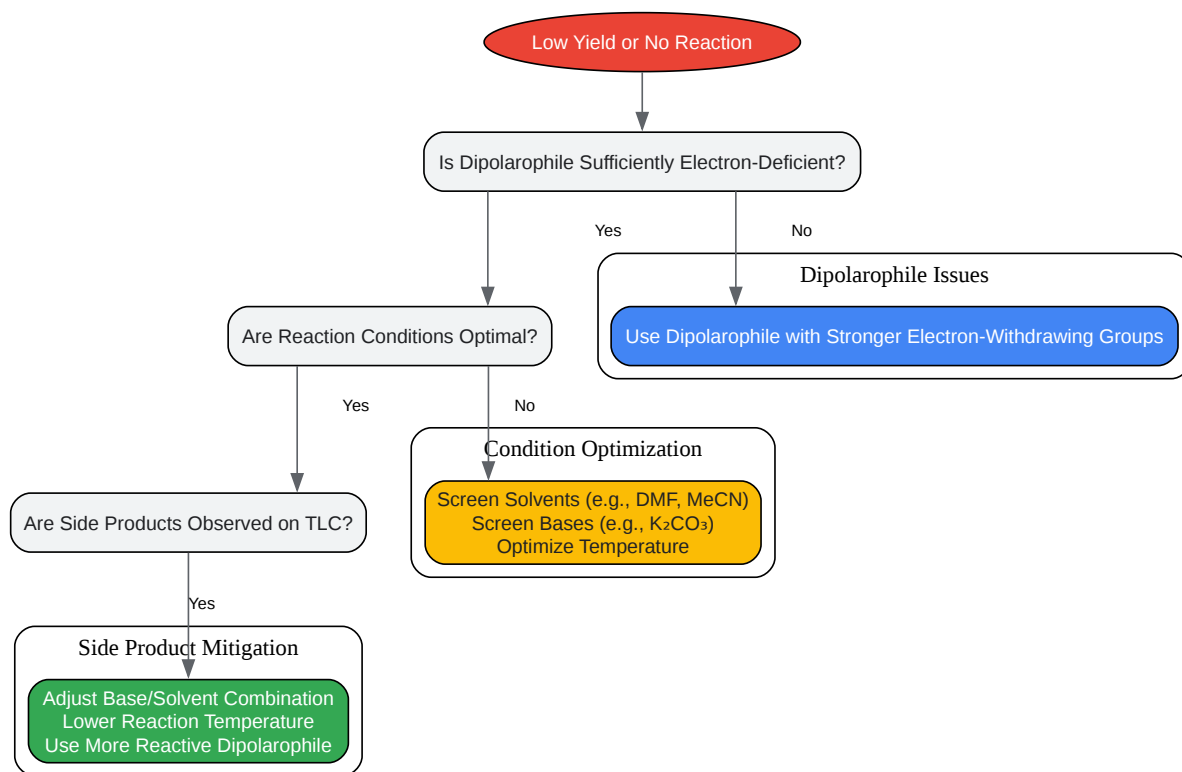 Low Yield or No Reaction
Is Dipolarophile Sufficiently Electron-Deficient?
Yes
No
Dipolarophile Issues
Use Dipolarophile with Stronger Electron-Withdrawing Groups
Are Reaction Conditions Optimal?
Yes
No
Condition Optimization
Screen Solvents (e.g., DMF, MeCN)
Screen Bases (e.g., K₂CO₃)
Optimize Temperature
Are Side Products Observed on TLC?
Yes
Side Product Mitigation
Adjust Base/Solvent Combination
Lower Reaction Temperature
Use More Reactive Dipolarophile